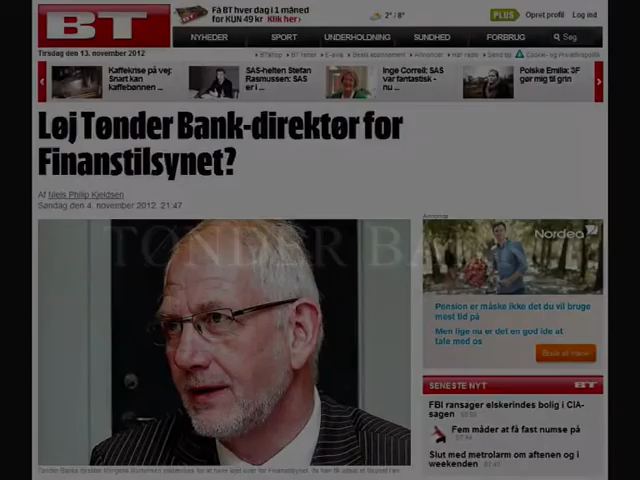 BT
Få BT hver dag i 1 måned
for KUN 49 kr Klik her
2° / 8°
PLUS Opret profil Log ind
NYHEDER SPORT UNDERHOLDNING SUNDHED FORBRUG Søg
Tirsdag den 13. november 2012
Kaffekrise på vej:
Snart kan
kaffebønnen ...
SAS-helten Stefan
Rasmussen: SAS
er i ...
Inge Correll: SAS
var fantastisk -
nu ...
Polske Emilia: 3F
gør mig til grin
Løj Tønder Bank-direktør for
Finanstilsynet?
Af Niels Philip Kjeldsen
Søndag den 4. november 2012, 21:47
Annonce
TØNDER BA
Nordea
Pension er måske ikke det du vil bruge
mest tid på
Men lige nu er det en god ide at
tale med os
SENESTE NYT BT
FBI ransager elskerindes bolig i CIA-
sagen
Fem måder at få fast numse på
Slut med metrolarm om aftenen og i
weekenden